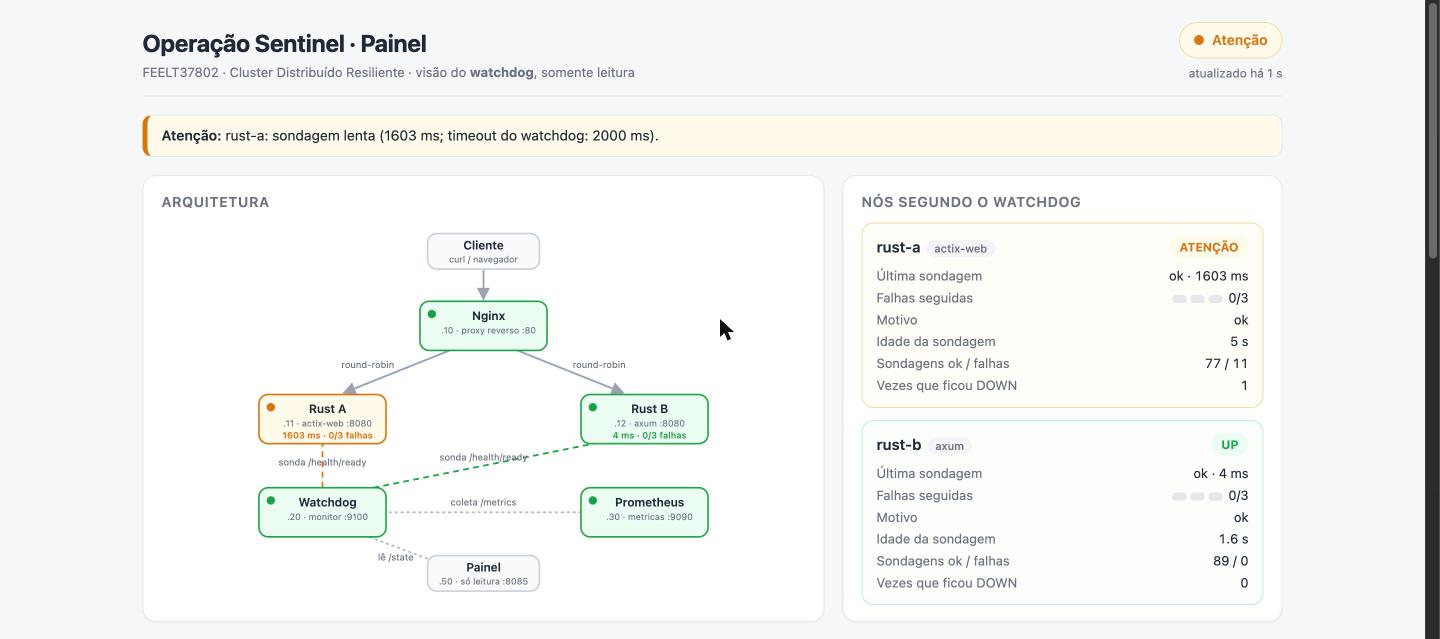 Operação Sentinel · Painel
Atenção
FEELT37802 · Cluster Distribuído Resiliente · visão do watchdog, somente leitura
atualizado há 1 s
Atenção: rust-a: sondagem lenta (1603 ms; timeout do watchdog: 2000 ms).
ARQUITETURA
Cliente
curl / navegador
Nginx
.10 · proxy reverso :80
round-robin
round-robin
Rust A
.11 · actix-web :8080
1603 ms · 0/3 falhas
Rust B
.12 · axum :8080
4 ms · 0/3 falhas
sonda /health/ready
sonda /health/ready
Watchdog
.20 · monitor :9100
coleta /metrics
Prometheus
.30 · metricas :9090
lê /state
Painel
.50 · só leitura :8085
NÓS SEGUNDO O WATCHDOG
rust-a actix-web ATENÇÃO
Última sondagem ok · 1603 ms
Falhas seguidas 0/3
Motivo ok
Idade da sondagem 5 s
Sondagens ok / falhas 77 / 11
Vezes que ficou DOWN 1
rust-b axum UP
Última sondagem ok · 4 ms
Falhas seguidas 0/3
Motivo ok
Idade da sondagem 1.6 s
Sondagens ok / falhas 89 / 0
Vezes que ficou DOWN 0